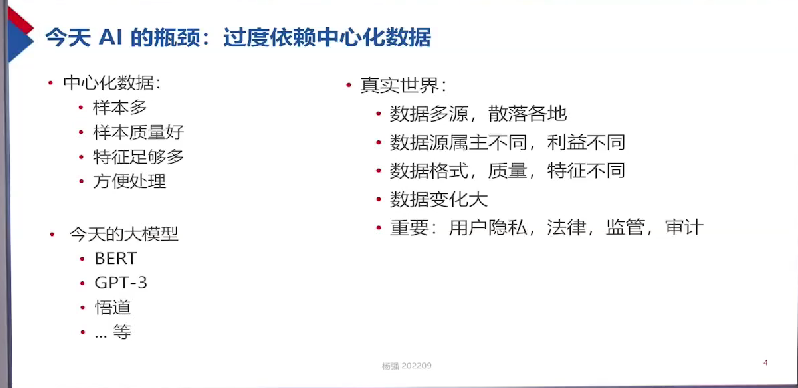 今天 AI 的瓶颈：过度依赖中心化数据
• 中心化数据：
• 样本多
• 样本质量好
• 特征足够多
• 方便处理
• 今天的大模型
• BERT
• GPT-3
• 悟道
• ... 等
• 真实世界：
• 数据多源，散落各地
• 数据源属主不同，利益不同
• 数据格式，质量，特征不同
• 数据变化大
• 重要：用户隐私，法律，监管，审计
杨强 202209
4